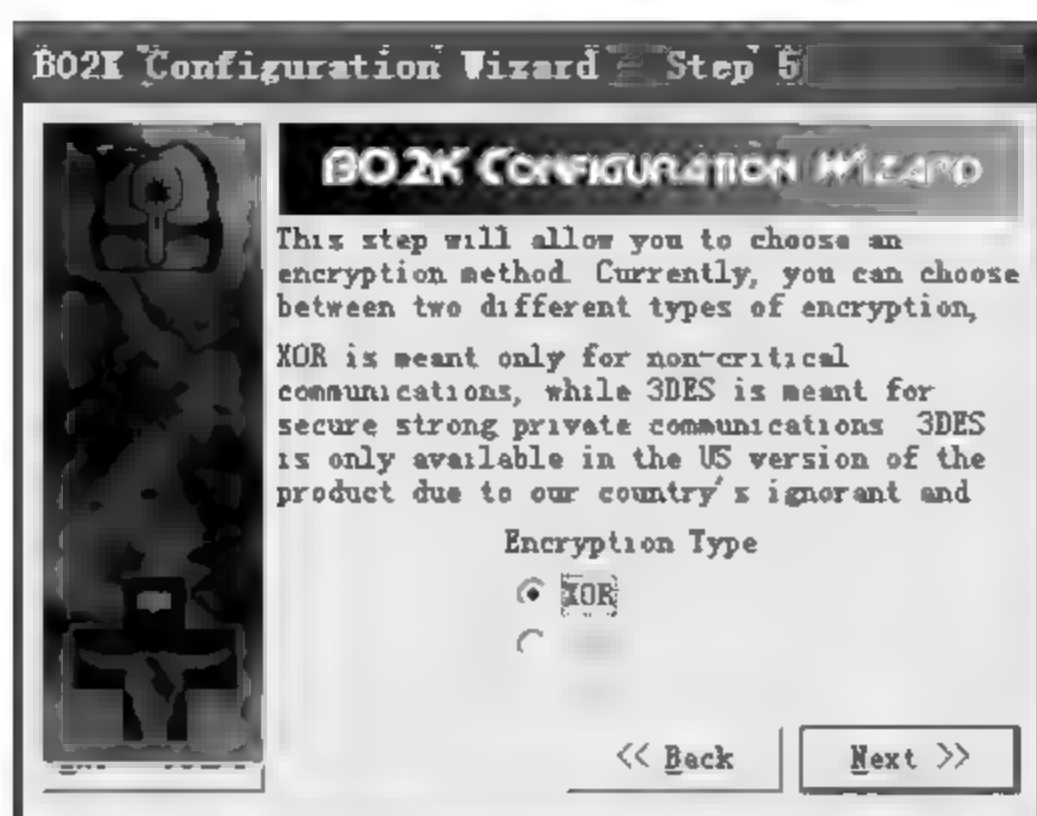 BO2K Configuration Wizard - Step 5
BO2K CONFIGURATION WIZARD
This step will allow you to choose an
encryption method. Currently, you can choose
between two different types of encryption,
XOR is meant only for non-critical
communications, while 3DES is meant for
secure strong private communications 3DES
is only available in the US version of the
product due to our country's ignorant and
Encryption Type
XOR
<< Back
Next >>